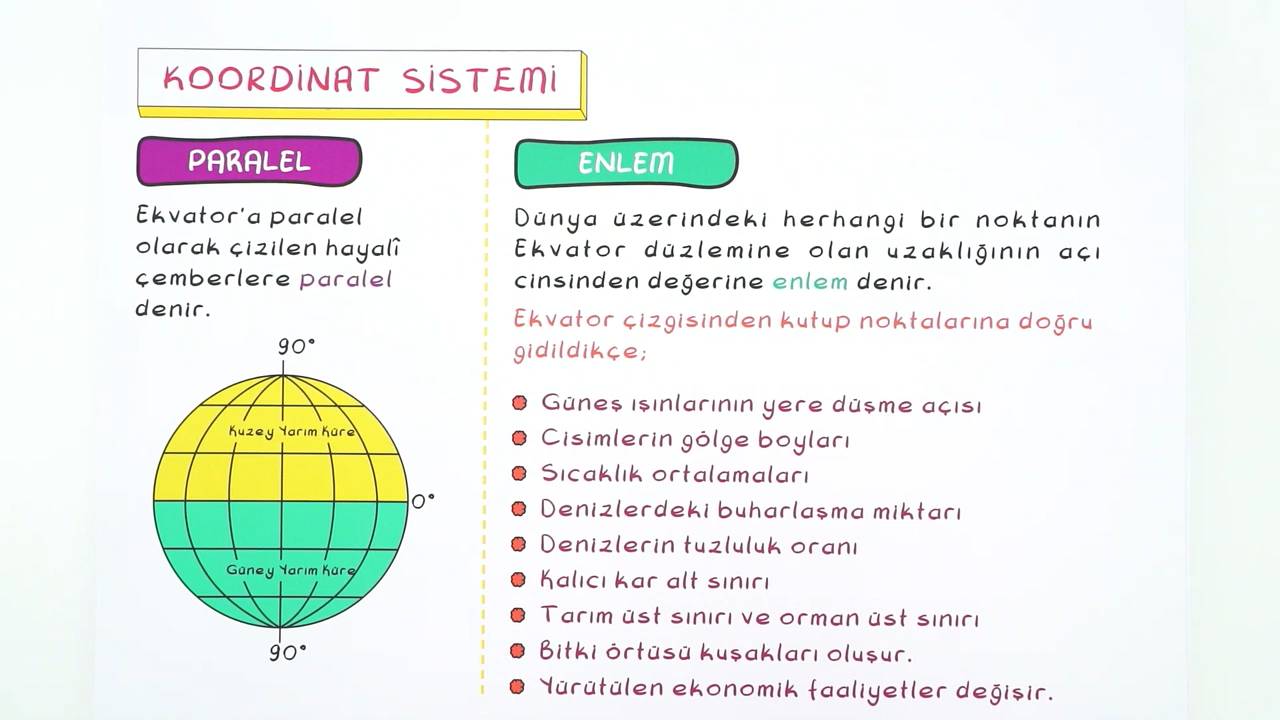 KOORDİNAT SİSTEMİ
PARALEL
Ekvator'a paralel
olarak çizilen hayalî
çemberlere paralel
denir.
90°
Kuzey Yarım Küre
0°
Güney Yarım Küre
90°
ENLEM
Dünya üzerindeki herhangi bir noktanın
Ekvator düzlemine olan uzaklığının açı
cinsinden değerine enlem denir.
Ekvator çizgisinden kutup noktalarına doğru
gidildikçe;
Güneş ışınlarının yere düşme açısı
Cisimlerin gölge boyları
Sıcaklık ortalamaları
Denizlerdeki buharlaşma miktarı
Denizlerin tuzluluk oranı
Kalıcı kar alt sınırı
Tarım üst sınırı ve orman üst sınırı
Bitki örtüsü kuşakları oluşur.
Yürütülen ekonomik faaliyetler değişir.